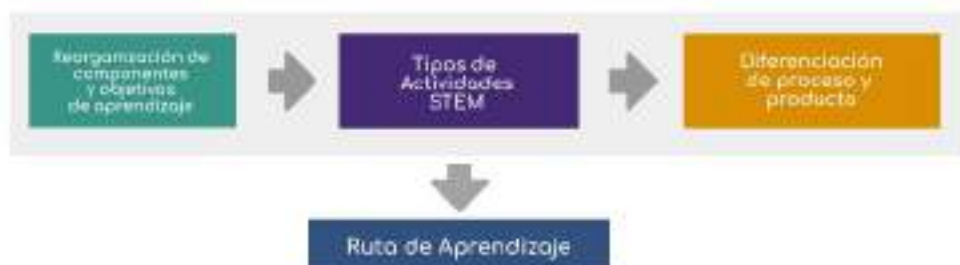 Reorganización de
componentes
y objetivos
de aprendizaje
Tipos de
Actividades
STEM
Diferenciación
de proceso y
producto
Ruta de Aprendizaje